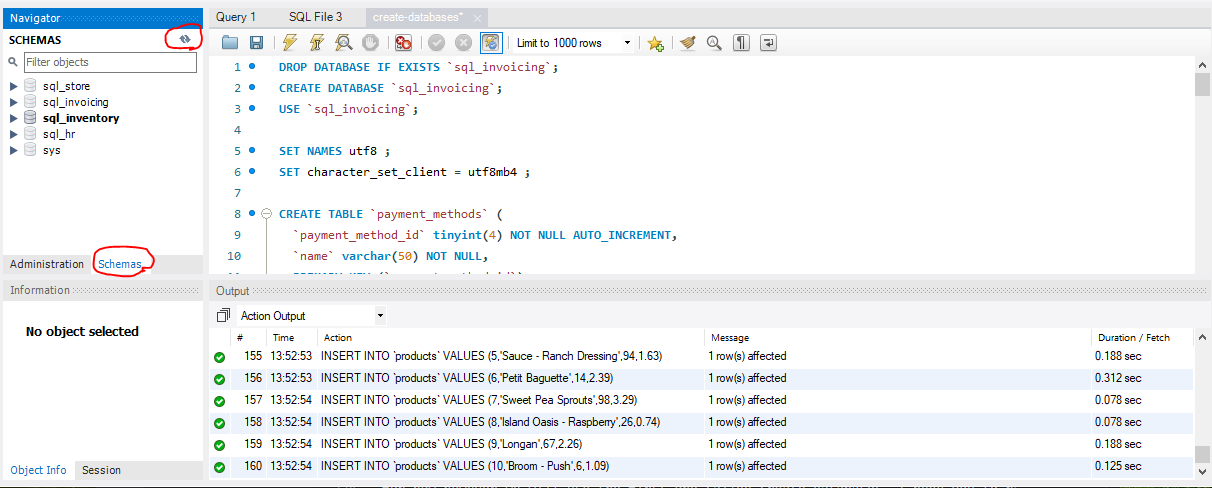 Navigator
SCHEMAS
Filter objects
sql_store
sql_invoicing
sql_inventory
sql_hr
sys
Administration Schemas
Information
No object selected
Object Info Session
Query 1 SQL File 3 create-databases*
Limit to 1000 rows
1 DROP DATABASE IF EXISTS `sql_invoicing`;
2 CREATE DATABASE `sql_invoicing`;
3 USE `sql_invoicing`;
4
5 SET NAMES utf8 ;
6 SET character_set_client = utf8mb4 ;
7
8 CREATE TABLE `payment_methods` (
9 `payment_method_id` tinyint(4) NOT NULL AUTO_INCREMENT,
10 `name` varchar(50) NOT NULL,
Output
Action Output
# Time Action Message Duration / Fetch
155 13:52:53 INSERT INTO `products` VALUES (5,'Sauce - Ranch Dressing',94,1.63) 1 row(s) affected 0.188 sec
156 13:52:53 INSERT INTO `products` VALUES (6,'Petit Baguette',14,2.39) 1 row(s) affected 0.312 sec
157 13:52:54 INSERT INTO `products` VALUES (7,'Sweet Pea Sprouts',98,3.29) 1 row(s) affected 0.078 sec
158 13:52:54 INSERT INTO `products` VALUES (8,'Island Oasis - Raspberry',26,0.74) 1 row(s) affected 0.078 sec
159 13:52:54 INSERT INTO `products` VALUES (9,'Longan',67,2.26) 1 row(s) affected 0.188 sec
160 13:52:54 INSERT INTO `products` VALUES (10,'Broom - Push',6,1.09) 1 row(s) affected 0.125 sec